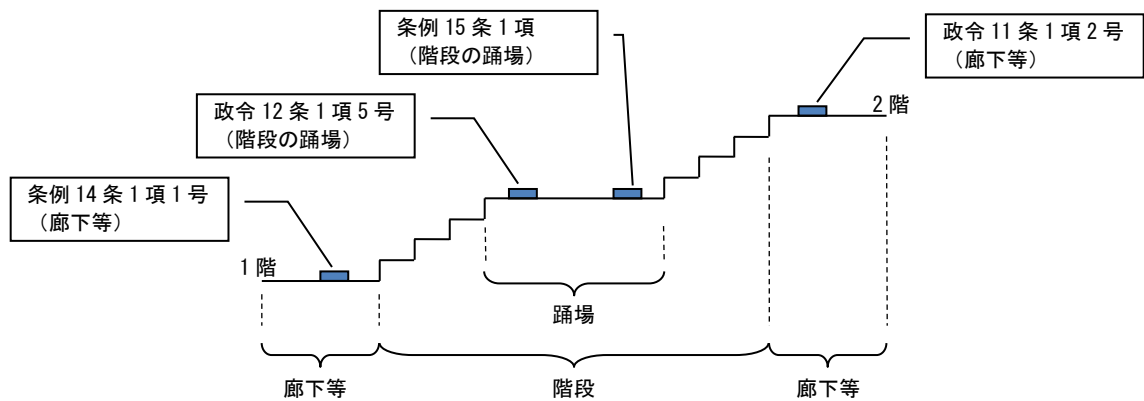 条例 15 条 1 項
（階段の踊場）
政令 11 条 1 項 2 号
（廊下等）
政令 12 条 1 項 5 号
（階段の踊場）
2 階
条例 14 条 1 項 1 号
（廊下等）
1 階
踊場
廊下等
階段
廊下等